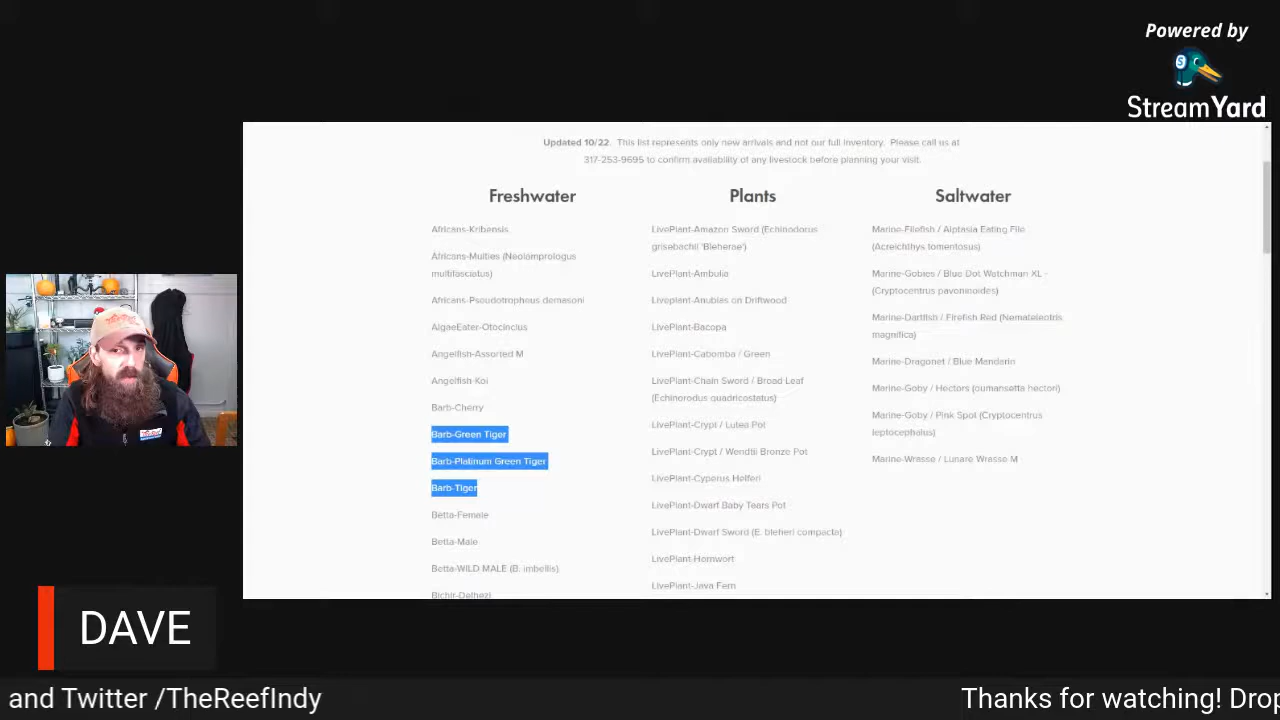 Powered by
StreamYard
Updated 10/22. This list represents only new arrivals and not our full inventory. Please call us at
317-253-9695 to confirm availability of any livestock before planning your visit.
Freshwater
Africans-Kribensis
Africans-Multies (Neolamprologus
multifasciatus)
Africans-Pseudotropheus demasoni
AlgaeEater-Otocinclus
Angelfish-Assorted M
Angelfish-Koi
Barb-Cherry
Barb-Green Tiger
Barb-Platinum Green Tiger
Barb-Tiger
Betta-Female
Betta-Male
Betta-WILD MALE (B. imbellis)
Bichir-Delhezi
Plants
LivePlant-Amazon Sword (Echinodorus
grisebachii 'Bleherae')
LivePlant-Ambulia
Liveplant-Anubias on Driftwood
LivePlant-Bacopa
LivePlant-Cabomba / Green
LivePlant-Chain Sword / Broad Leaf
(Echinorodus quadricostatus)
LivePlant-Crypt / Lutea Pot
LivePlant-Crypt / Wendtii Bronze Pot
LivePlant-Cyperus Helferi
LivePlant-Dwarf Baby Tears Pot
LivePlant-Dwarf Sword (E. bleheri compacta)
LivePlant-Hornwort
LivePlant-Java Fern
Saltwater
Marine-Filefish / Aiptasia Eating File
(Acreichthys tomentosus)
Marine-Gobies / Blue Dot Watchman XL -
(Cryptocentrus pavoninoides)
Marine-Dartfish / Firefish Red (Nemateleotris
magnifica)
Marine-Dragonet / Blue Mandarin
Marine-Goby / Hectors (oumansetta hectori)
Marine-Goby / Pink Spot (Cryptocentrus
leptocephalus)
Marine-Wrasse / Lunare Wrasse M
DAVE
and Twitter /TheReefIndy
Thanks for watching! Drop